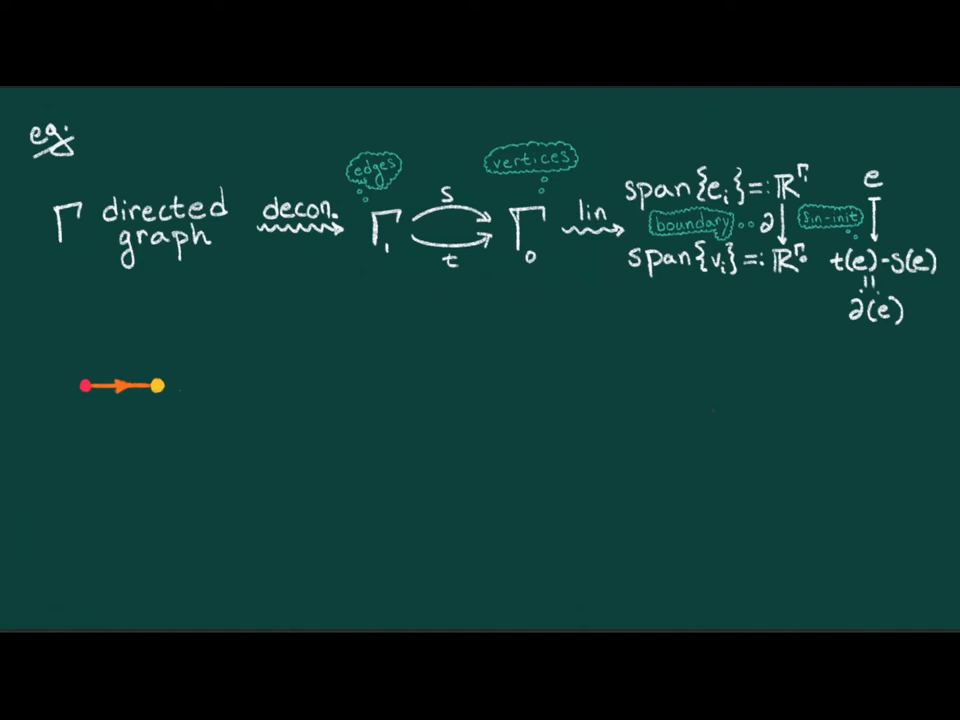 eg:
edges
vertices
Γ directed graph decon. Γ₁ s t Γ₀ lin
span{eᵢ}=:ℝ^Γ₁ e
boundary ∂ fin-init
span{vᵢ}=:ℝ^Γ₀ t(e)-s(e)
=
∂(e)